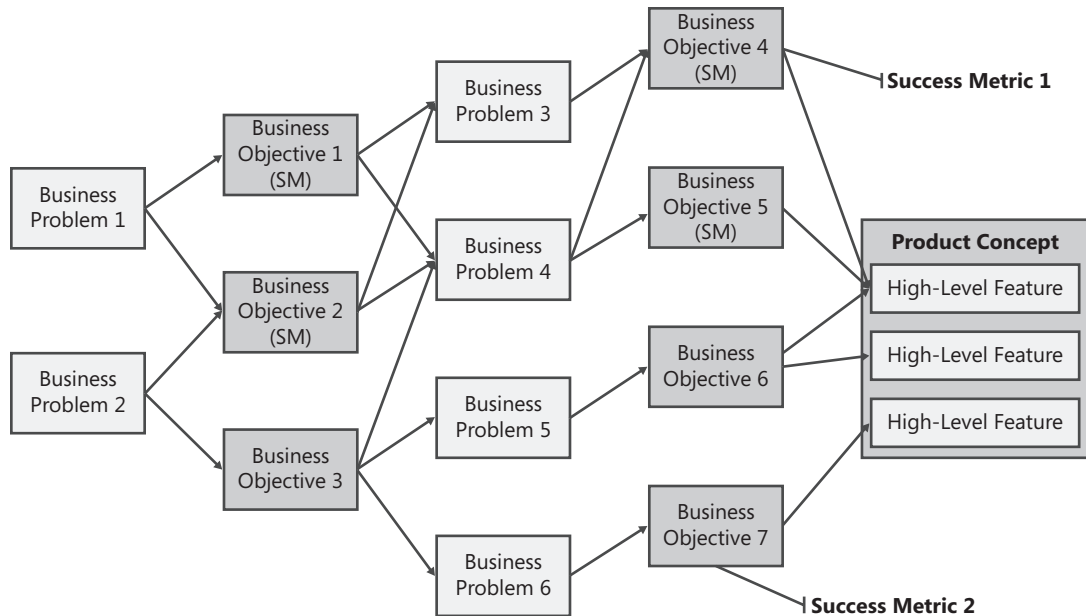 Business
Problem 1
Business
Problem 2
Business
Objective 1
(SM)
Business
Objective 2
(SM)
Business
Objective 3
Business
Problem 3
Business
Problem 4
Business
Problem 5
Business
Problem 6
Business
Objective 4
(SM)
Business
Objective 5
(SM)
Business
Objective 6
Business
Objective 7
Success Metric 1
Product Concept
High-Level Feature
High-Level Feature
High-Level Feature
Success Metric 2